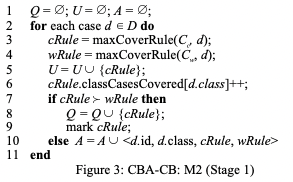 1 Q = ∅; U = ∅; A = ∅;
2 for each case d ∈ D do
3 cRule = maxCoverRule(C_c, d);
4 wRule = maxCoverRule(C_w, d);
5 U = U ∪ {cRule};
6 cRule.classCasesCovered[d.class]++;
7 if cRule ≻ wRule then
8 Q = Q ∪ {cRule};
9 mark cRule;
10 else A = A ∪ <d.id, d.class, cRule, wRule>
11 end
Figure 3: CBA-CB: M2 (Stage 1)